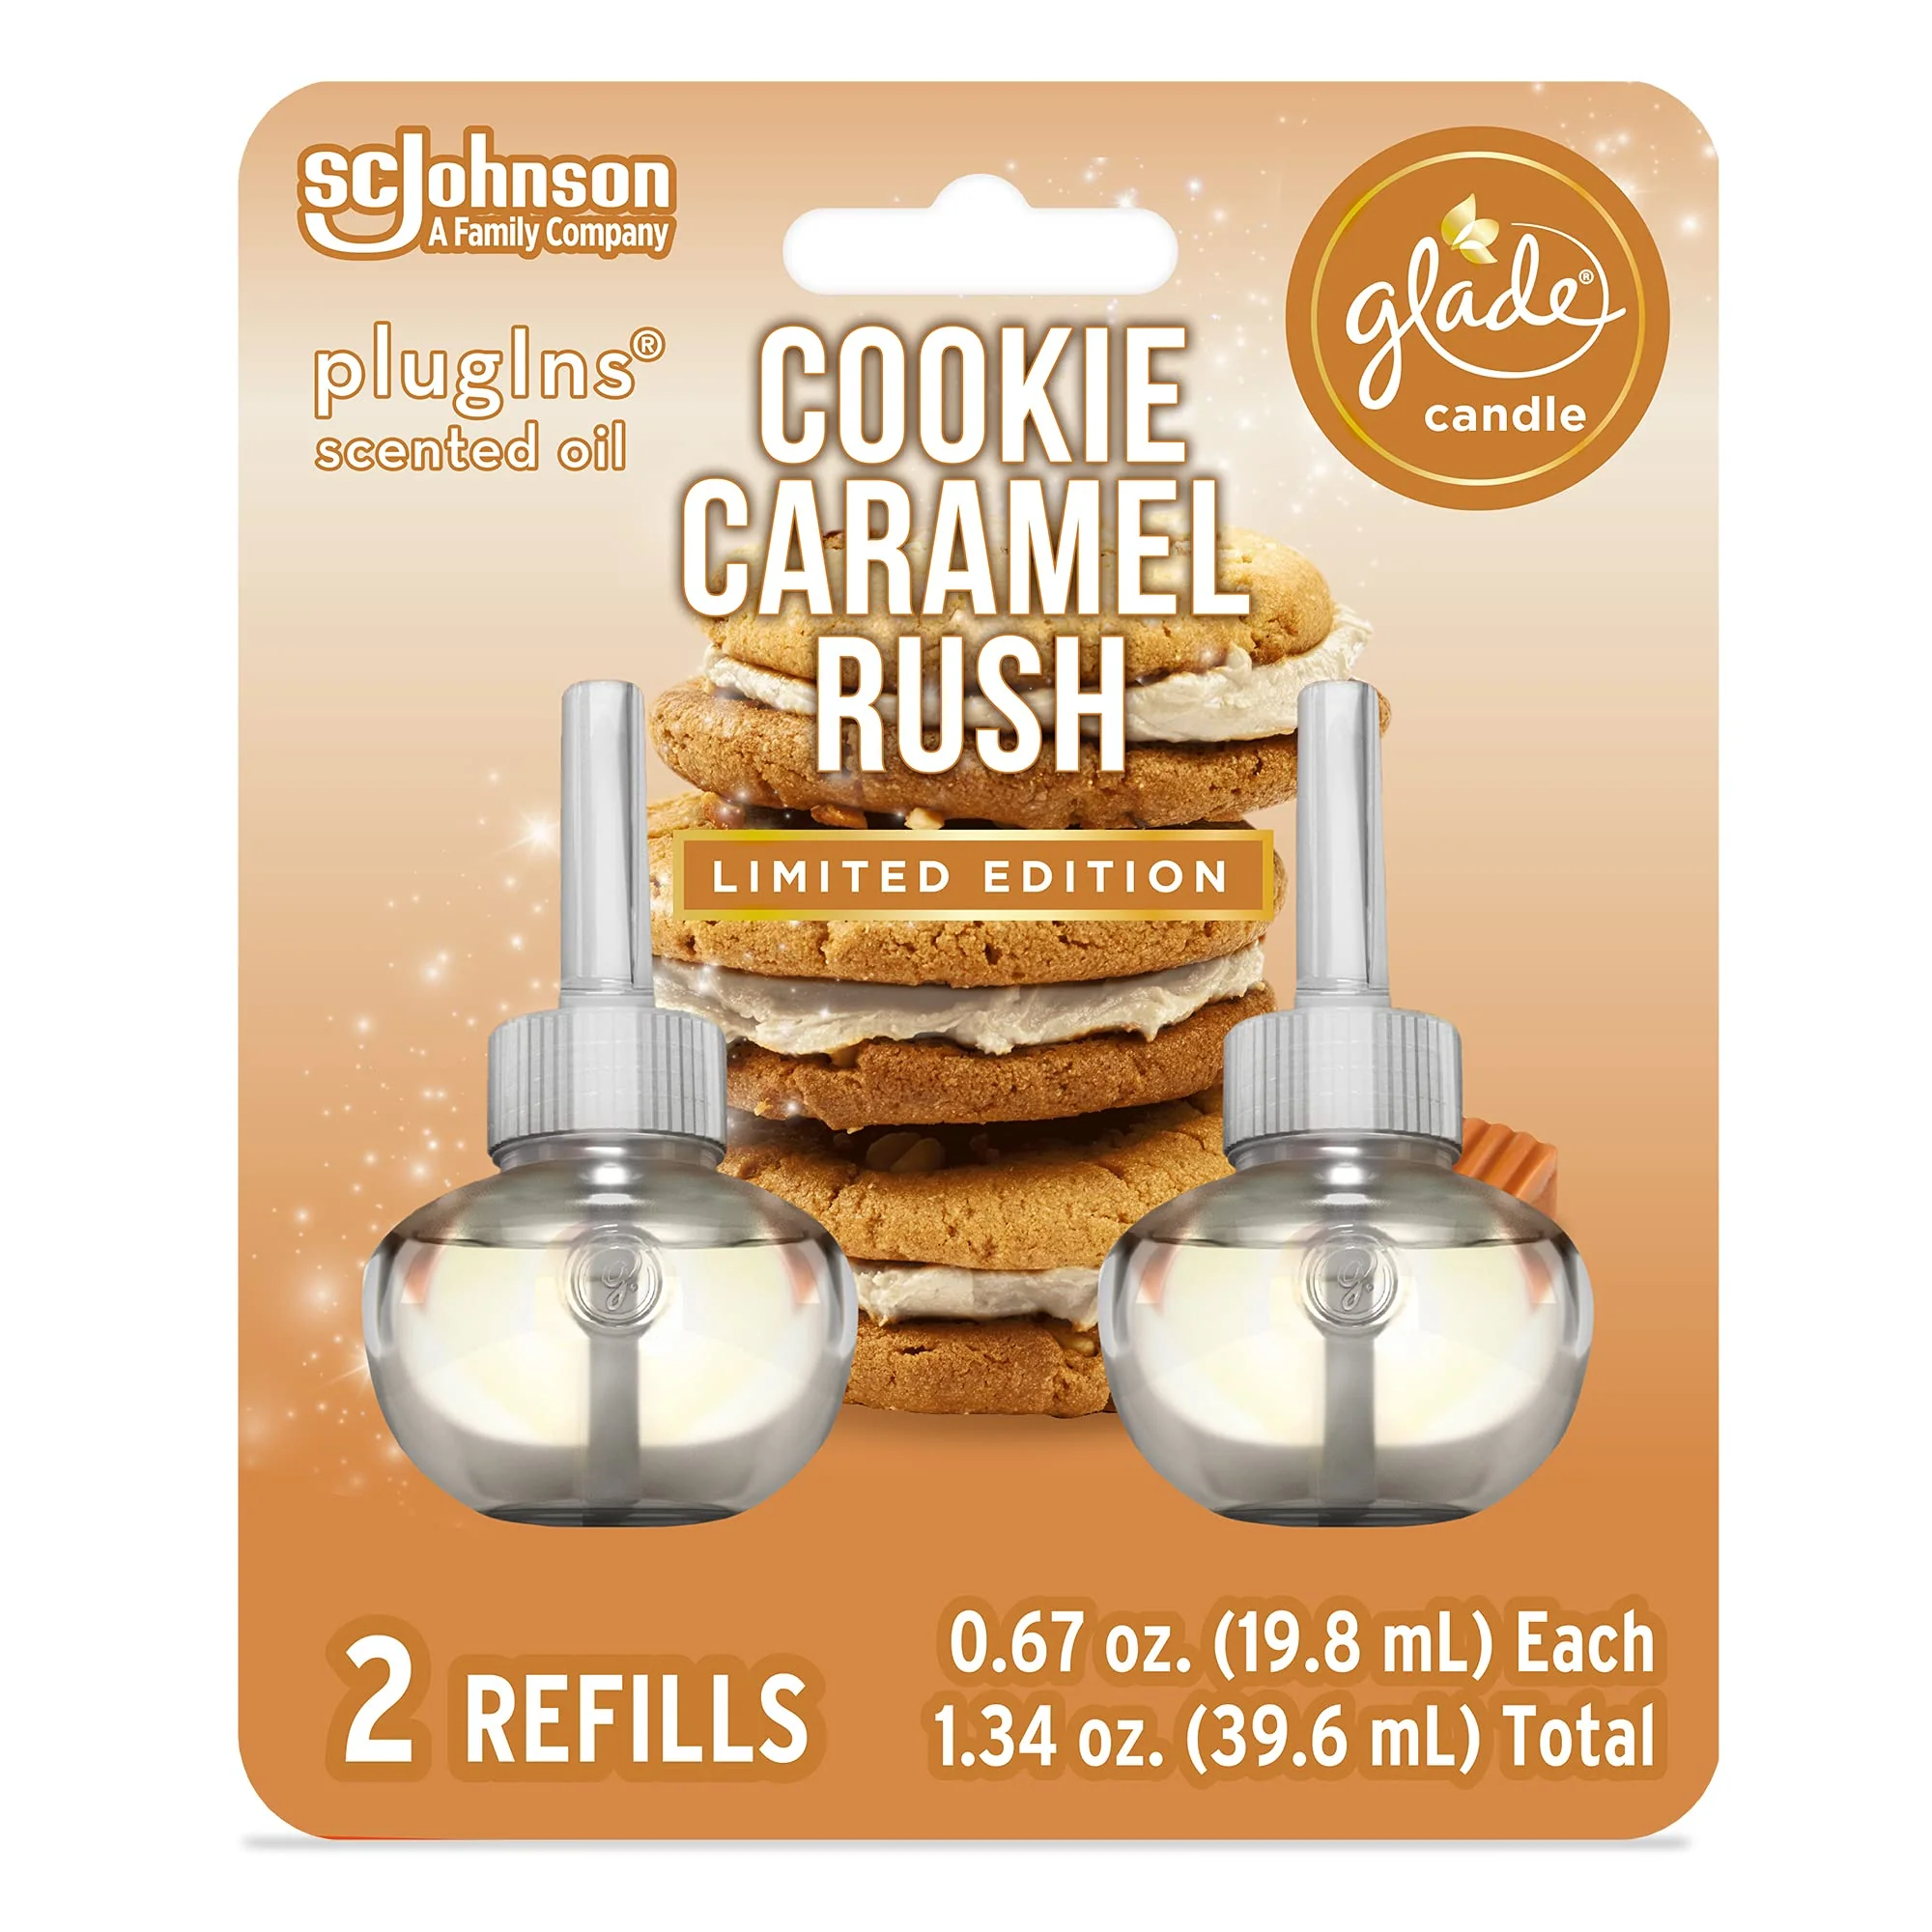 scJohnson
A Family Company
plugIns®
scented oil
glade®
candle
COOKIE
CARAMEL
RUSH
LIMITED EDITION
g.
g.
2 REFILLS
0.67 oz. (19.8 mL) Each
1.34 oz. (39.6 mL) Total